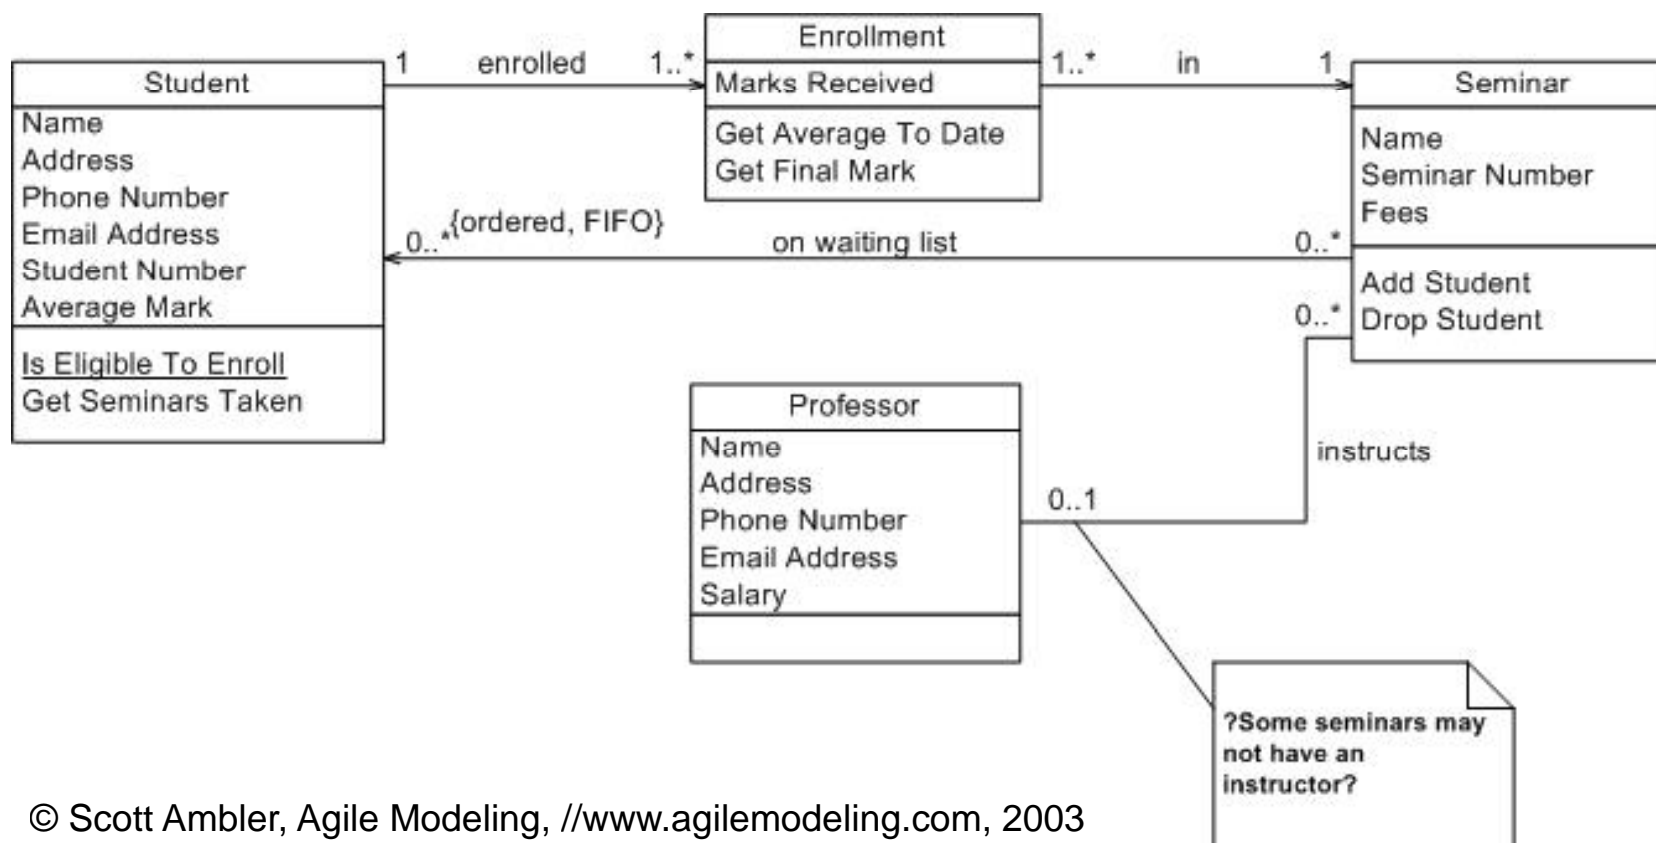 Student
Name
Address
Phone Number
Email Address
Student Number
Average Mark
Is Eligible To Enroll
Get Seminars Taken
1 enrolled 1..*
Enrollment
Marks Received
Get Average To Date
Get Final Mark
1..* in 1
Seminar
Name
Seminar Number
Fees
Add Student
Drop Student
0..* {ordered, FIFO} on waiting list 0..*
0..*
instructs
0..1
Professor
Name
Address
Phone Number
Email Address
Salary
?Some seminars may
not have an
instructor?
© Scott Ambler, Agile Modeling, //www.agilemodeling.com, 2003